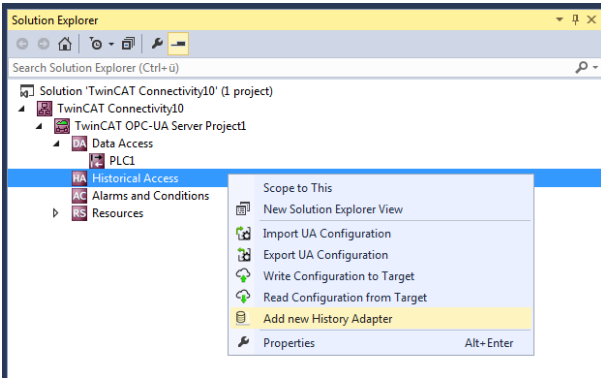 Solution Explorer
Search Solution Explorer (Ctrl+ü)
Solution 'TwinCAT Connectivity10' (1 project)
TwinCAT Connectivity10
TwinCAT OPC-UA Server Project1
DA Data Access
PLC1
HA Historical Access
AC Alarms and Conditions
RS Resources
Scope to This
New Solution Explorer View
Import UA Configuration
Export UA Configuration
Write Configuration to Target
Read Configuration from Target
Add new History Adapter
Properties Alt+Enter